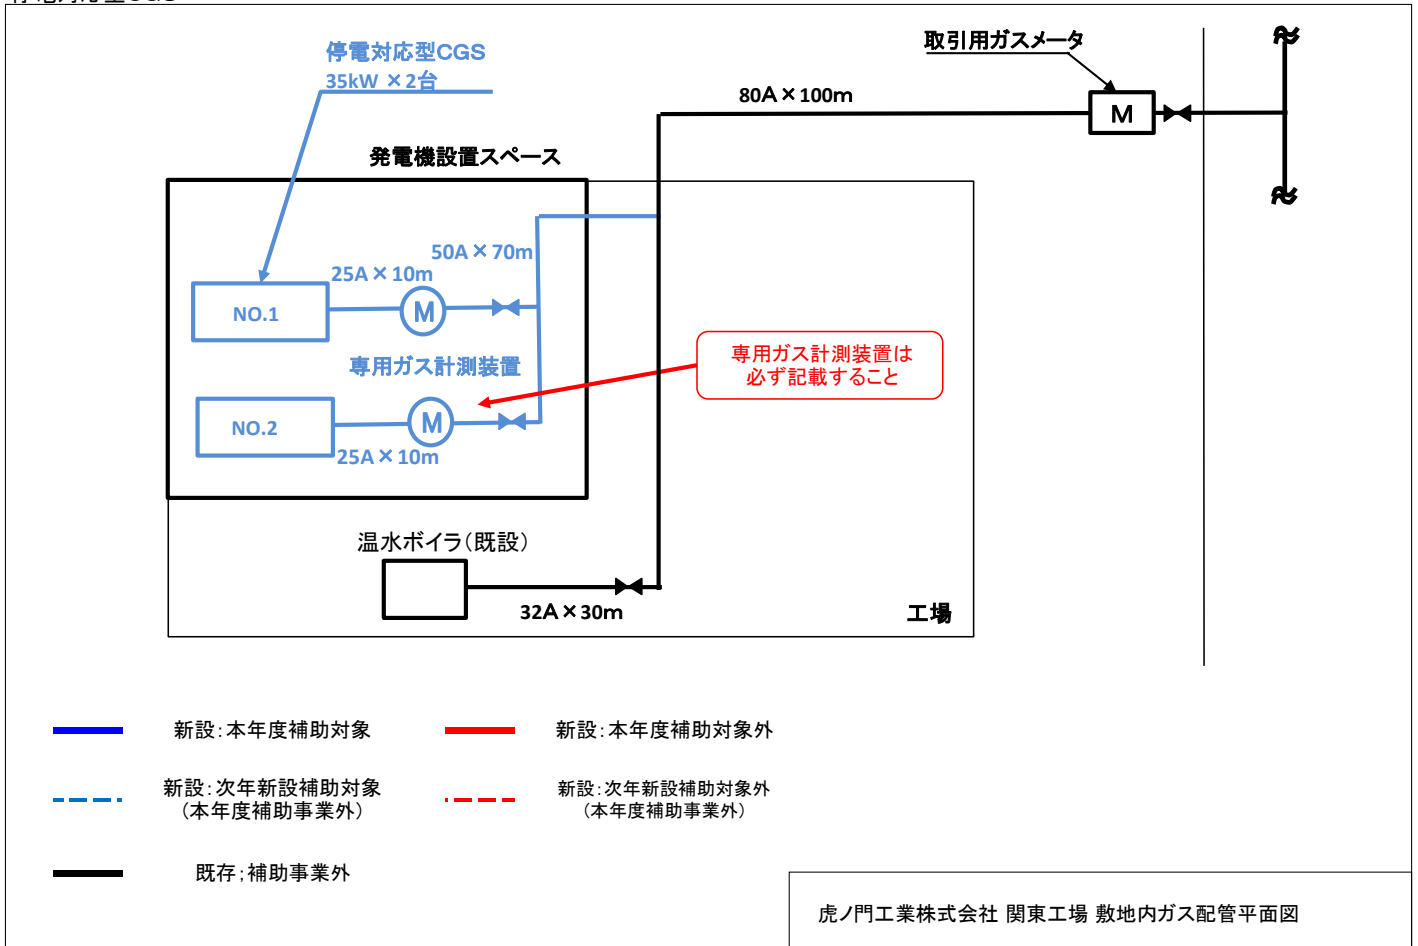 停電対応型CGS
停電対応型CGS
35kW ×2台
取引用ガスメータ
80A×100m
M
発電機設置スペース
50A×70m
25A×10m
NO.1
M
専用ガス計測装置
専用ガス計測装置は
必ず記載すること
NO.2
M
25A×10m
温水ボイラ(既設)
32A×30m
工場
新設:本年度補助対象
新設:本年度補助対象外
新設:次年新設補助対象
(本年度補助事業外)
新設:次年新設補助対象外
(本年度補助事業外)
既存;補助事業外
虎ノ門工業株式会社 関東工場 敷地内ガス配管平面図